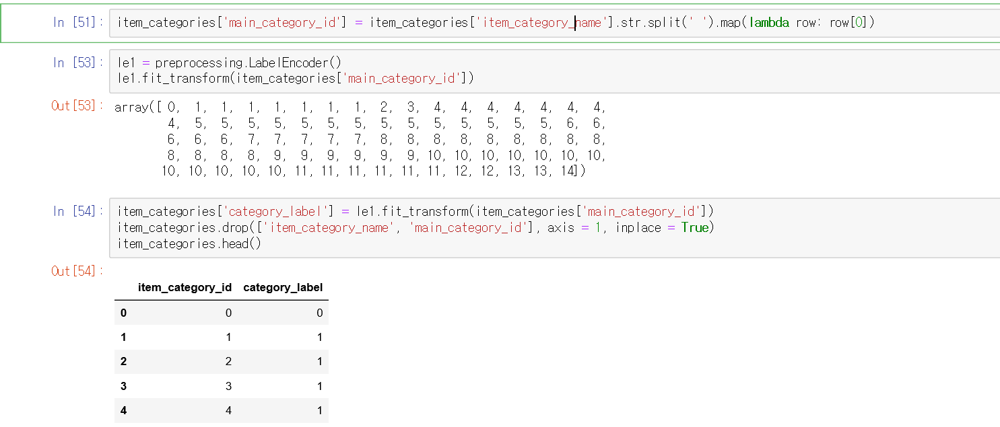 In [51]: item_categories['main_category_id'] = item_categories['item_category_name'].str.split(' ').map(lambda row: row[0])
In [53]: le1 = preprocessing.LabelEncoder()
le1.fit_transform(item_categories['main_category_id'])
Out[53]: array([ 0, 1, 1, 1, 1, 1, 1, 1, 2, 3, 4, 4, 4, 4, 4, 4, 4,
4, 5, 5, 5, 5, 5, 5, 5, 5, 5, 5, 5, 5, 5, 5, 6, 6,
6, 6, 6, 7, 7, 7, 7, 7, 8, 8, 8, 8, 8, 8, 8, 8, 8,
8, 8, 8, 8, 9, 9, 9, 9, 9, 9, 10, 10, 10, 10, 10, 10, 10,
10, 10, 10, 10, 10, 11, 11, 11, 11, 11, 11, 12, 12, 13, 13, 14])
In [54]: item_categories['category_label'] = le1.fit_transform(item_categories['main_category_id'])
item_categories.drop(['item_category_name', 'main_category_id'], axis = 1, inplace = True)
item_categories.head()
Out[54]:
item_category_id category_label
0 0 0
1 1 1
2 2 1
3 3 1
4 4 1